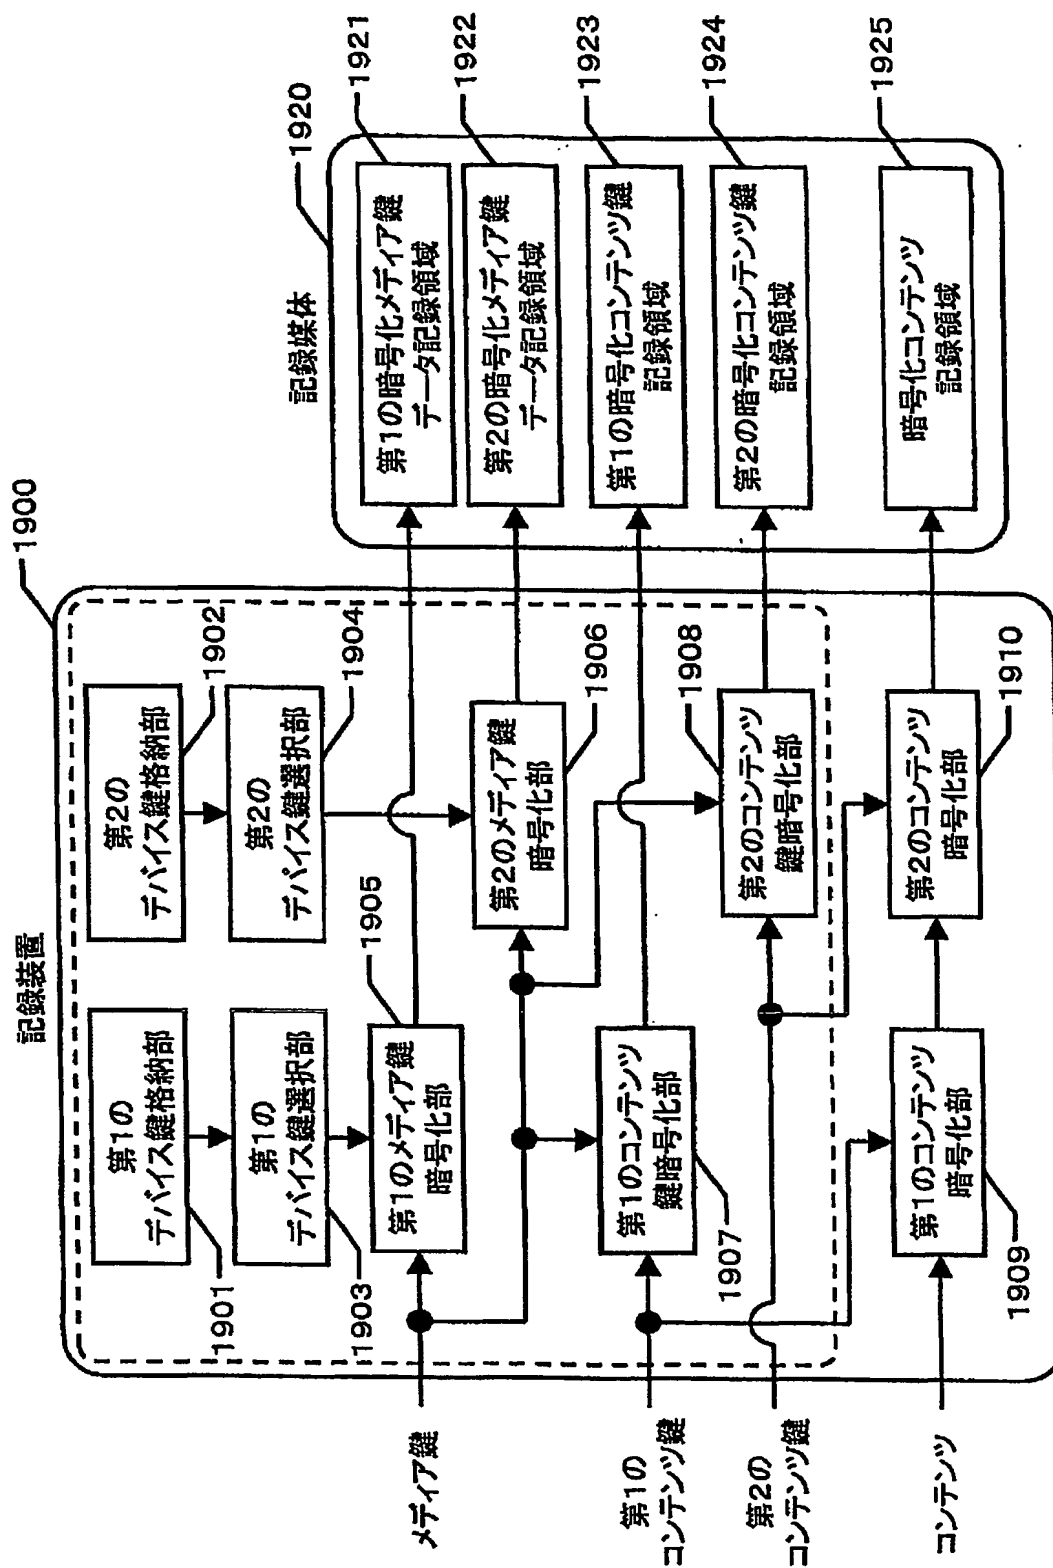 記録装置
1900
第1の
デバイス鍵格納部
1901
第2の
デバイス鍵格納部
1902
第1の
デバイス鍵選択部
1903
第2の
デバイス鍵選択部
1904
メディア鍵
第1のメディア鍵
暗号化部
1905
第2のメディア鍵
暗号化部
1906
第1の
コンテンツ鍵
第1のコンテンツ
鍵暗号化部
1907
第2の
コンテンツ鍵
第2のコンテンツ
鍵暗号化部
1908
コンテンツ
第1のコンテンツ
暗号化部
1909
第2のコンテンツ
暗号化部
1910
記録媒体
1920
第1の暗号化メディア鍵
データ記録領域
1921
第2の暗号化メディア鍵
データ記録領域
1922
第1の暗号化コンテンツ鍵
記録領域
1923
第2の暗号化コンテンツ鍵
記録領域
1924
暗号化コンテンツ
記録領域
1925